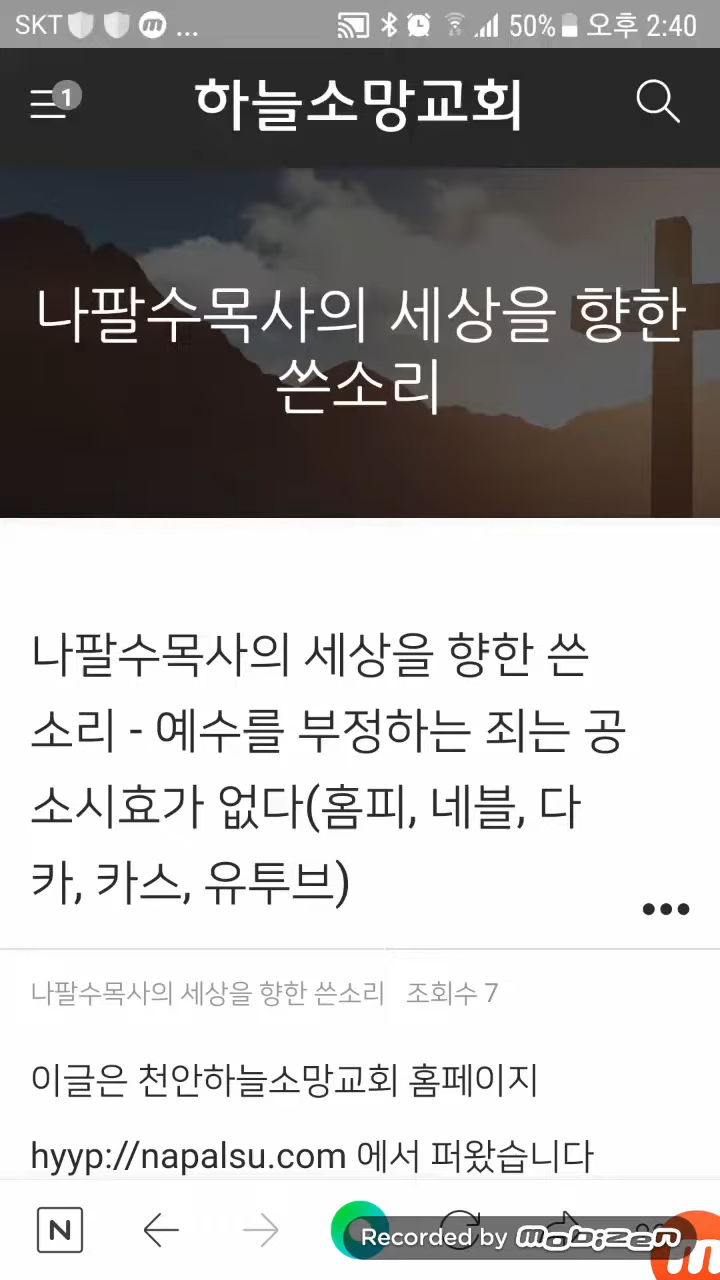 SKT m ... 50% 오후 2:40
1 하늘소망교회
나팔수목사의 세상을 향한
쓴소리
나팔수목사의 세상을 향한 쓴
소리 - 예수를 부정하는 죄는 공
소시효가 없다(홈피, 네블, 다
카, 카스, 유투브)
나팔수목사의 세상을 향한 쓴소리 조회수 7
이글은 천안하늘소망교회 홈페이지
hyyp://napalsu.com 에서 퍼왔습니다
N
Recorded by mobizen
m